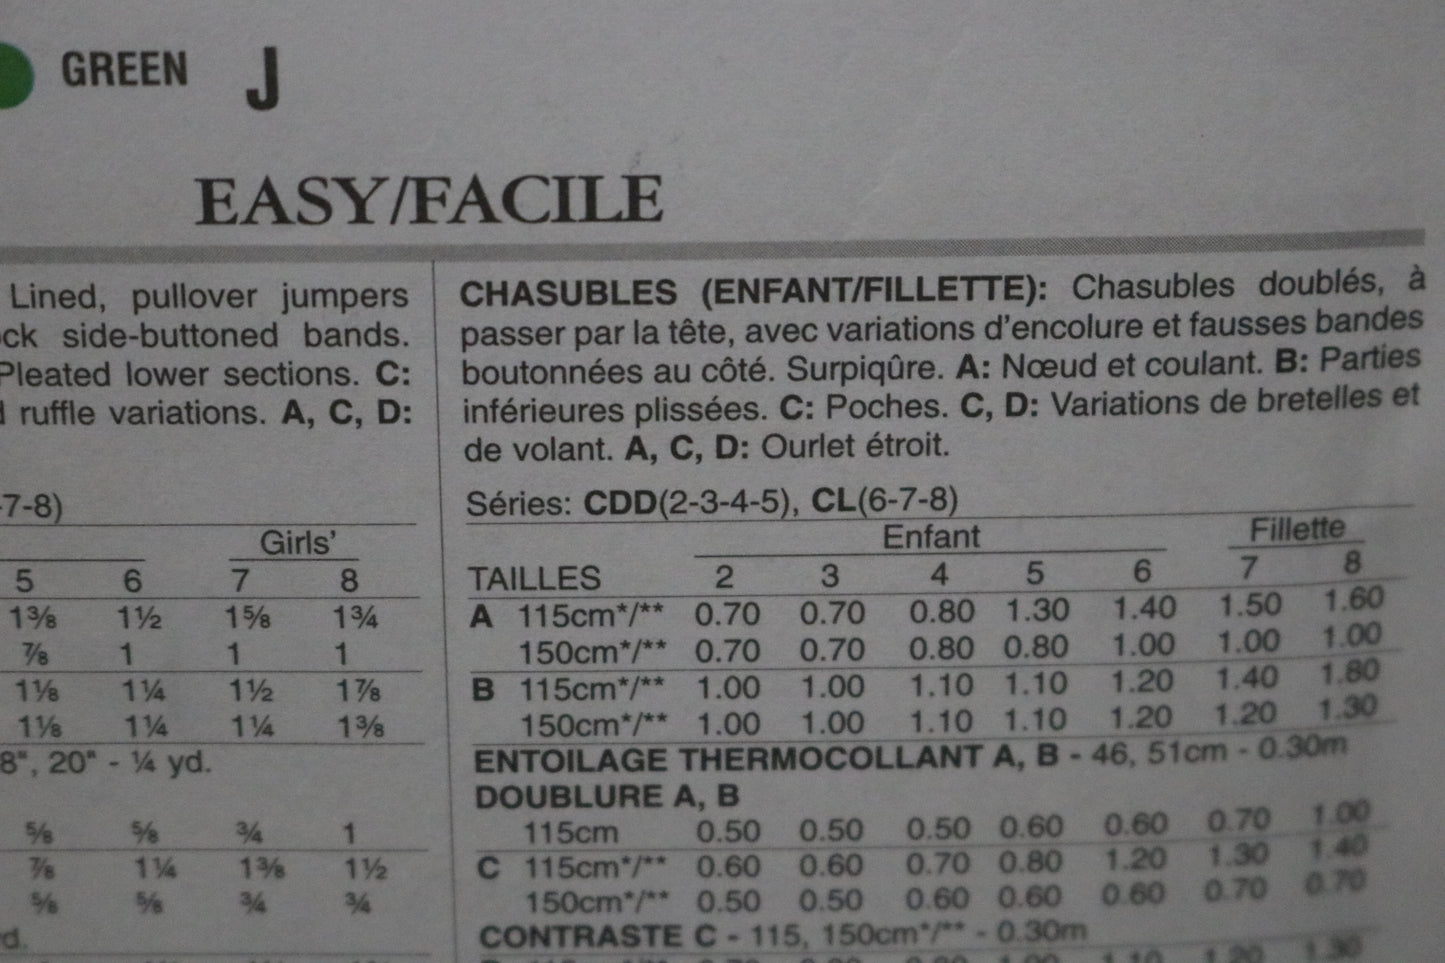 GREEN J
EASY/FACILE
Lined, pullover jumpers
side-buttoned bands.
Pleated lower sections. C:
ruffle variations. A, C, D:
-7-8)
Girls'
5 6 7 8
1⅜ 1½ 1⅝ 1¾
⅞ 1 1 1
1⅛ 1¼ 1½ 1⅞
1⅛ 1¼ 1¼ 1⅜
8", 20" - ¼ yd.
⅝ ⅝ ¾ 1
⅞ 1¼ 1⅜ 1½
⅝ ⅝ ¾ ¾
CHASUBLES (ENFANT/FILLETTE): Chasubles doublés, à
passer par la tête, avec variations d'encolure et fausses bandes
boutonnées au côté. Surpiqûre. A: Nœud et coulant. B: Parties
inférieures plissées. C: Poches. C, D: Variations de bretelles et
de volant. A, C, D: Ourlet étroit.
Séries: CDD(2-3-4-5), CL(6-7-8)
Enfant Fillette
TAILLES 2 3 4 5 6 7 8
A 115cm*/** 0.70 0.70 0.80 1.30 1.40 1.50 1.60
150cm*/** 0.70 0.70 0.80 0.80 1.00 1.00 1.00
B 115cm*/** 1.00 1.00 1.10 1.10 1.20 1.40 1.80
150cm*/** 1.00 1.00 1.10 1.10 1.20 1.20 1.30
ENTOILAGE THERMOCOLLANT A, B - 46, 51cm - 0.30m
DOUBLURE A, B
115cm 0.50 0.50 0.50 0.60 0.60 0.70 1.00
C 115cm*/** 0.60 0.60 0.70 0.80 1.20 1.30 1.40
150cm*/** 0.50 0.50 0.60 0.60 0.60 0.70 0.70
CONTRASTE C - 115, 150cm*/** - 0.30m